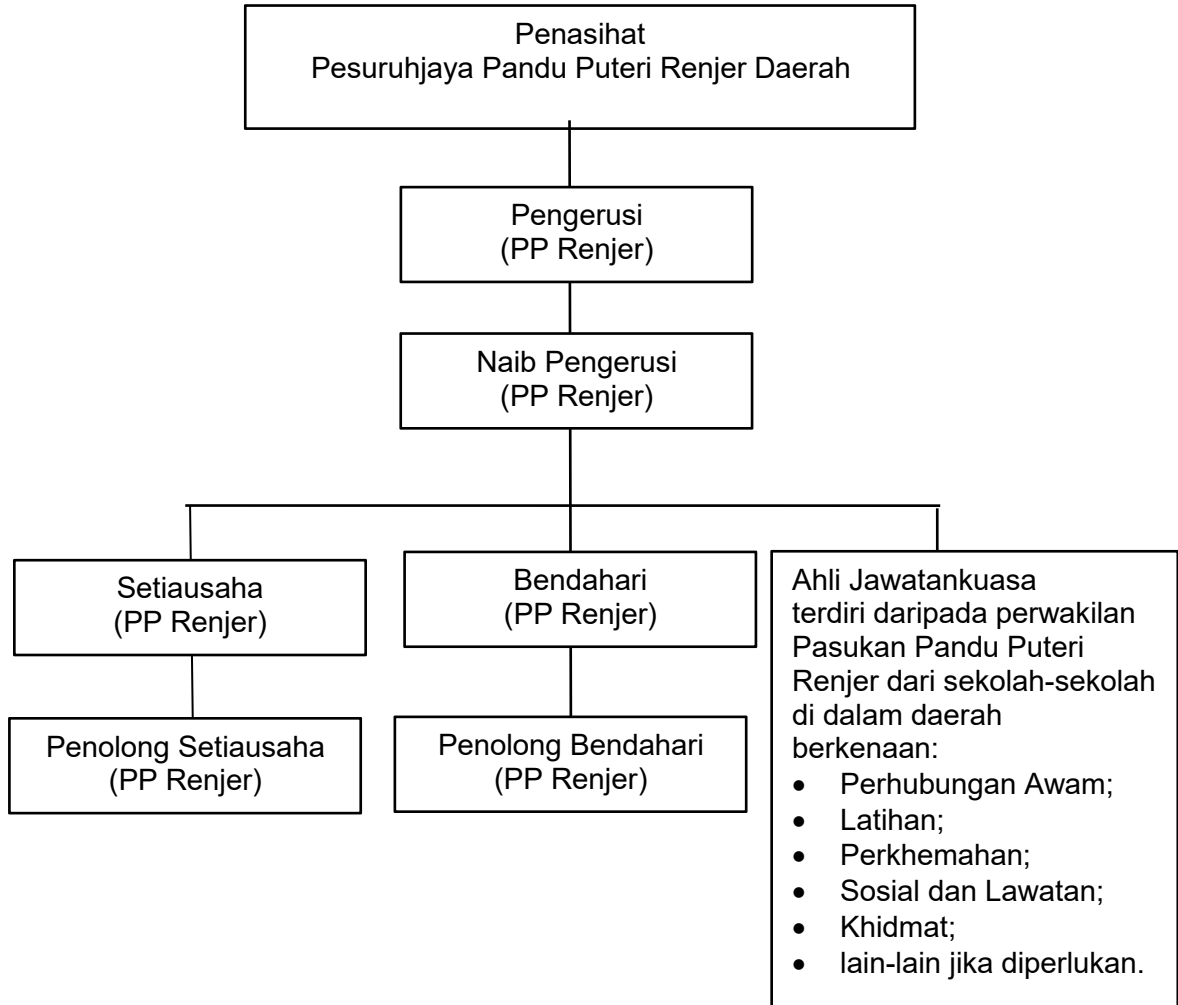 Penasihat
Pesuruhjaya Pandu Puteri Renjer Daerah
Pengerusi
(PP Renjer)
Naib Pengerusi
(PP Renjer)
Setiausaha
(PP Renjer)
Bendahari
(PP Renjer)
Penolong Setiausaha
(PP Renjer)
Penolong Bendahari
(PP Renjer)
Ahli Jawatankuasa
terdiri daripada perwakilan
Pasukan Pandu Puteri
Renjer dari sekolah-sekolah
di dalam daerah
berkenaan:
• Perhubungan Awam;
• Latihan;
• Perkhemahan;
• Sosial dan Lawatan;
• Khidmat;
• lain-lain jika diperlukan.